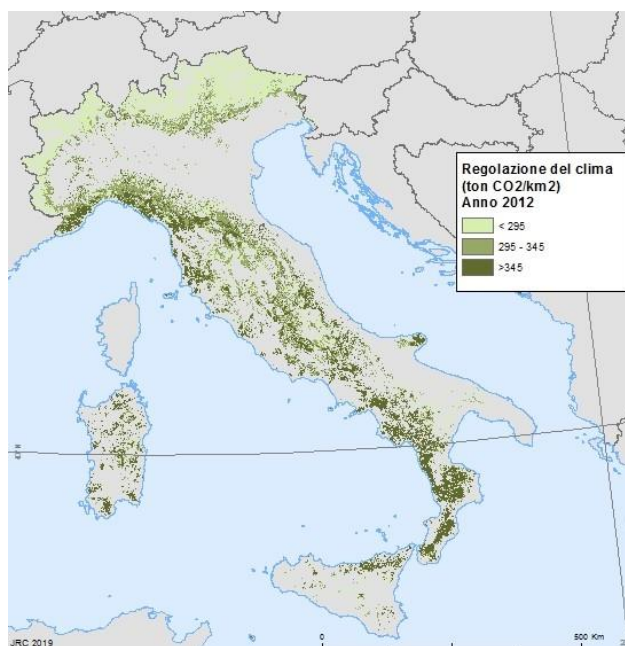 Regolazione del clima
(ton CO2/km2)
Anno 2012
< 295
295 - 345
>345
JRC 2019
0
500 Km